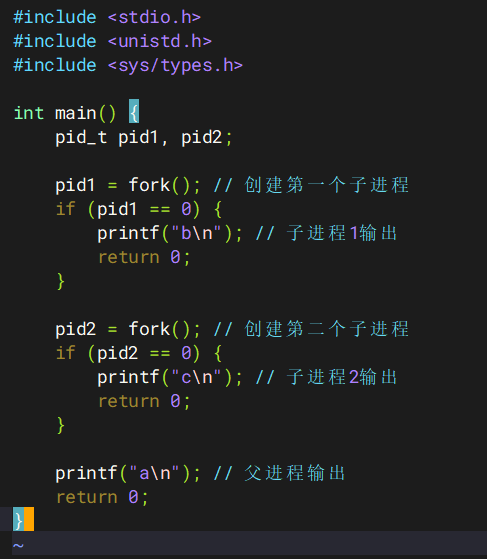 #include <stdio.h>
#include <unistd.h>
#include <sys/types.h>
int main() {
pid_t pid1, pid2;
pid1 = fork(); // 创建第一个子进程
if (pid1 == 0) {
printf("b\n"); // 子进程1输出
return 0;
}
pid2 = fork(); // 创建第二个子进程
if (pid2 == 0) {
printf("c\n"); // 子进程2输出
return 0;
}
printf("a\n"); // 父进程输出
return 0;
}
~